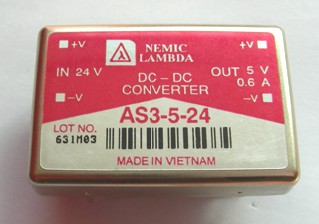 +V NEMIC +V
LAMBDA
IN 24 V DC - DC OUT 5 V
CONVERTER 0.6 A
-V -V
AS3-5-24
LOT NO.
631M03
MADE IN VIETNAM